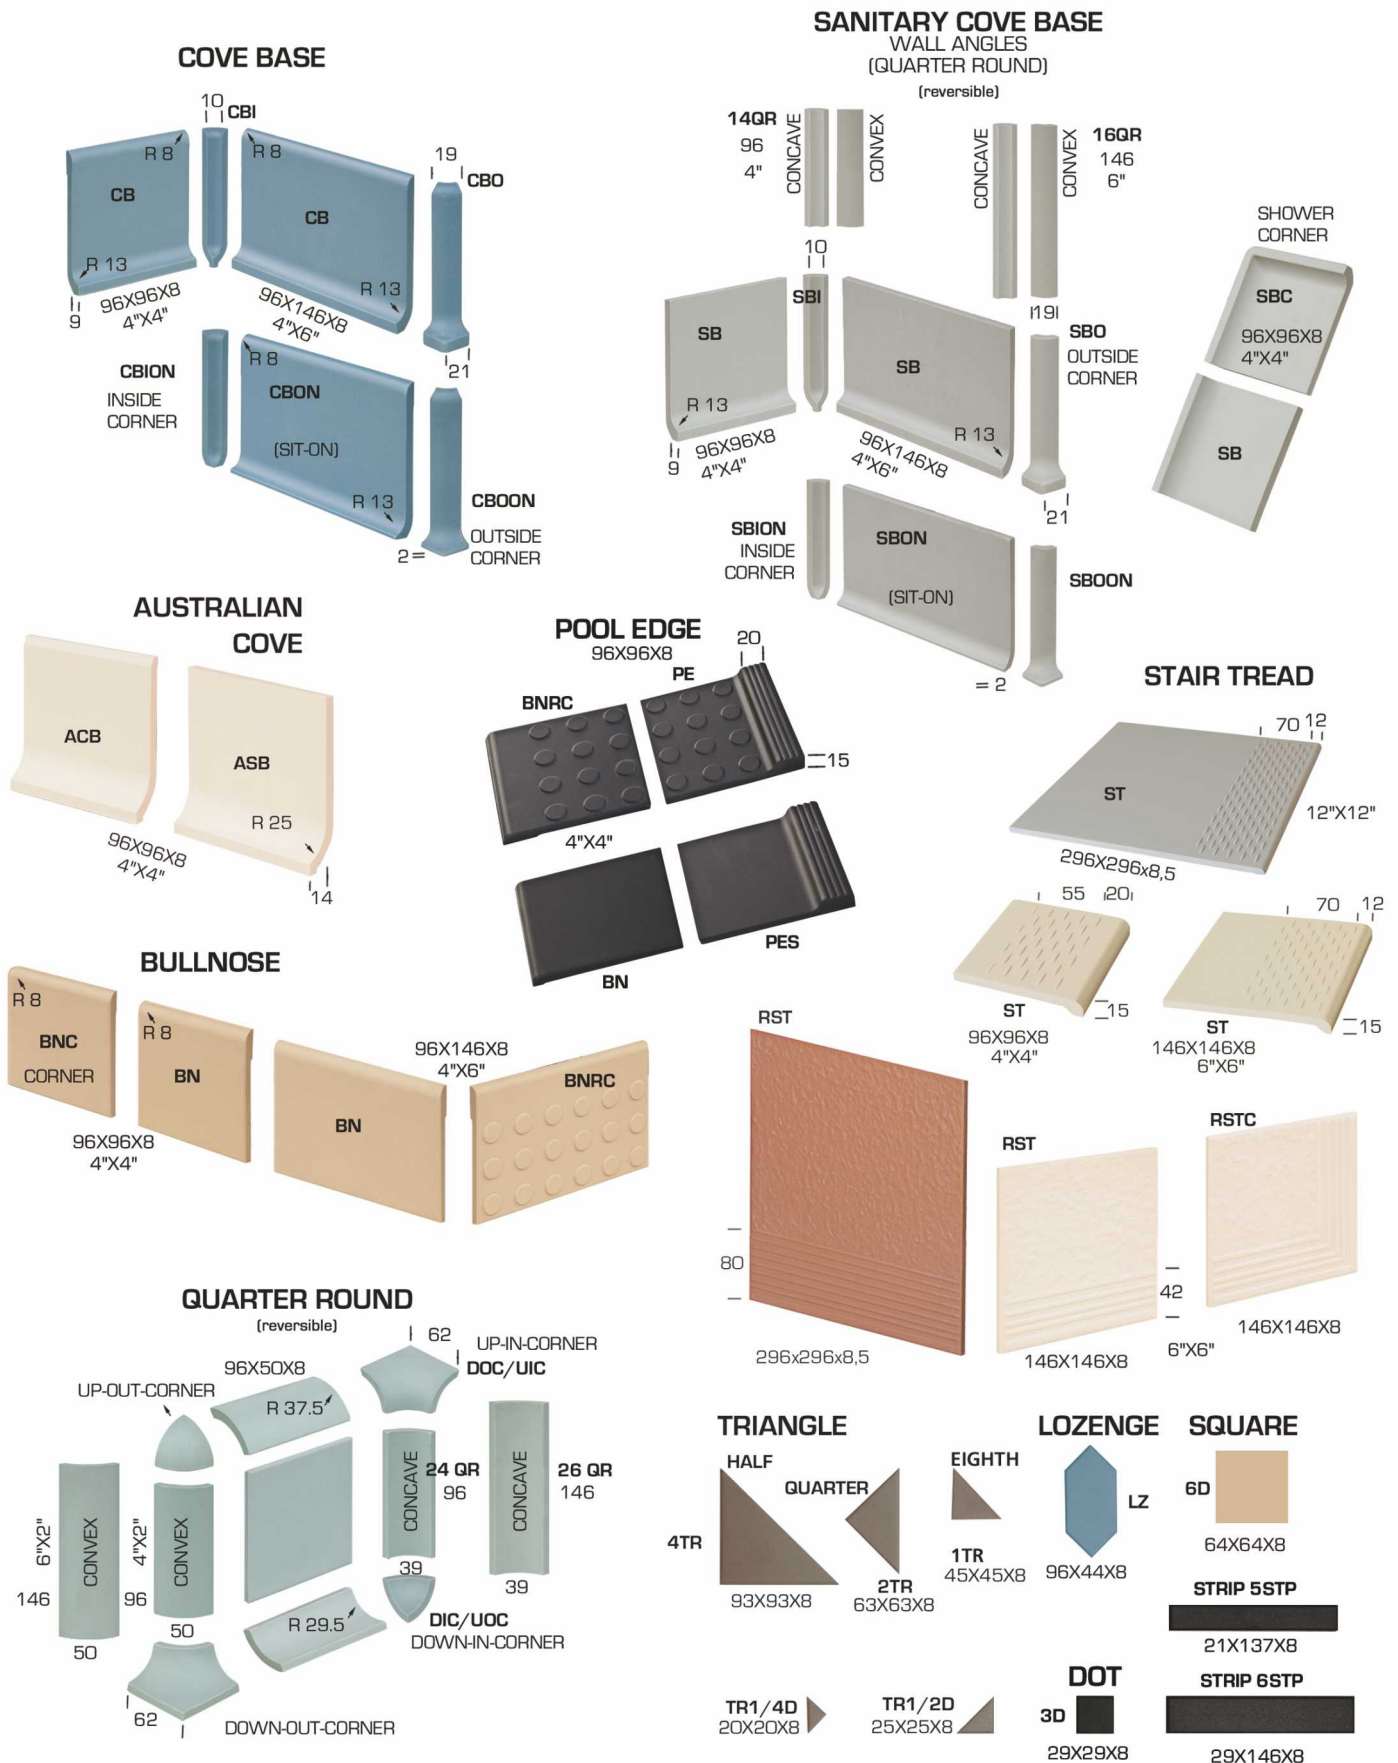 COVE BASE
10
CBI
R 8
R 8
19
CBO
CB
CB
R 13
R 13
9
96X96X8
4"X4"
96X146X8
4"X6"
21
R 8
CBION
INSIDE
CORNER
CBON
(SIT-ON)
R 13
CBOON
OUTSIDE
CORNER
2=
SANITARY COVE BASE
WALL ANGLES
(QUARTER ROUND)
(reversible)
14QR
96
4"
CONCAVE
CONVEX
CONCAVE
CONVEX
16QR
146
6"
10
SBI
SB
SB
19
SBO
OUTSIDE
CORNER
R 13
R 13
9
96X96X8
4"X4"
96X146X8
4"X6"
21
SBION
INSIDE
CORNER
SBON
(SIT-ON)
SBOON
= 2
SHOWER
CORNER
SBC
96X96X8
4"X4"
SB
AUSTRALIAN
COVE
ACB
ASB
R 25
96X96X8
4"X4"
14
POOL EDGE
96X96X8
20
PE
BNRC
15
4"X4"
PES
BN
STAIR TREAD
70
12
ST
12"X12"
296X296x8,5
55
20
70
12
ST
96X96X8
4"X4"
15
ST
146X146X8
6"X6"
15
BULLNOSE
R 8
R 8
BNC
CORNER
BN
96X96X8
4"X4"
96X146X8
4"X6"
BNRC
BN
RST
80
296x296x8,5
RST
42
146X146X8
6"X6"
RSTC
146X146X8
QUARTER ROUND
(reversible)
62
UP-IN-CORNER
DOC/UIC
96X50X8
UP-OUT-CORNER
R 37.5
CONVEX
6"X2"
146
50
CONVEX
4"X2"
96
50
CONCAVE
24 QR
96
39
CONCAVE
26 QR
146
39
R 29.5
DIC/UOC
DOWN-IN-CORNER
62
DOWN-OUT-CORNER
TRIANGLE
HALF
4TR
93X93X8
QUARTER
2TR
63X63X8
EIGHTH
1TR
45X45X8
LOZENGE
LZ
96X44X8
SQUARE
6D
64X64X8
STRIP 5STP
21X137X8
TR1/4D
20X20X8
TR1/2D
25X25X8
DOT
3D
29X29X8
STRIP 6STP
29X146X8